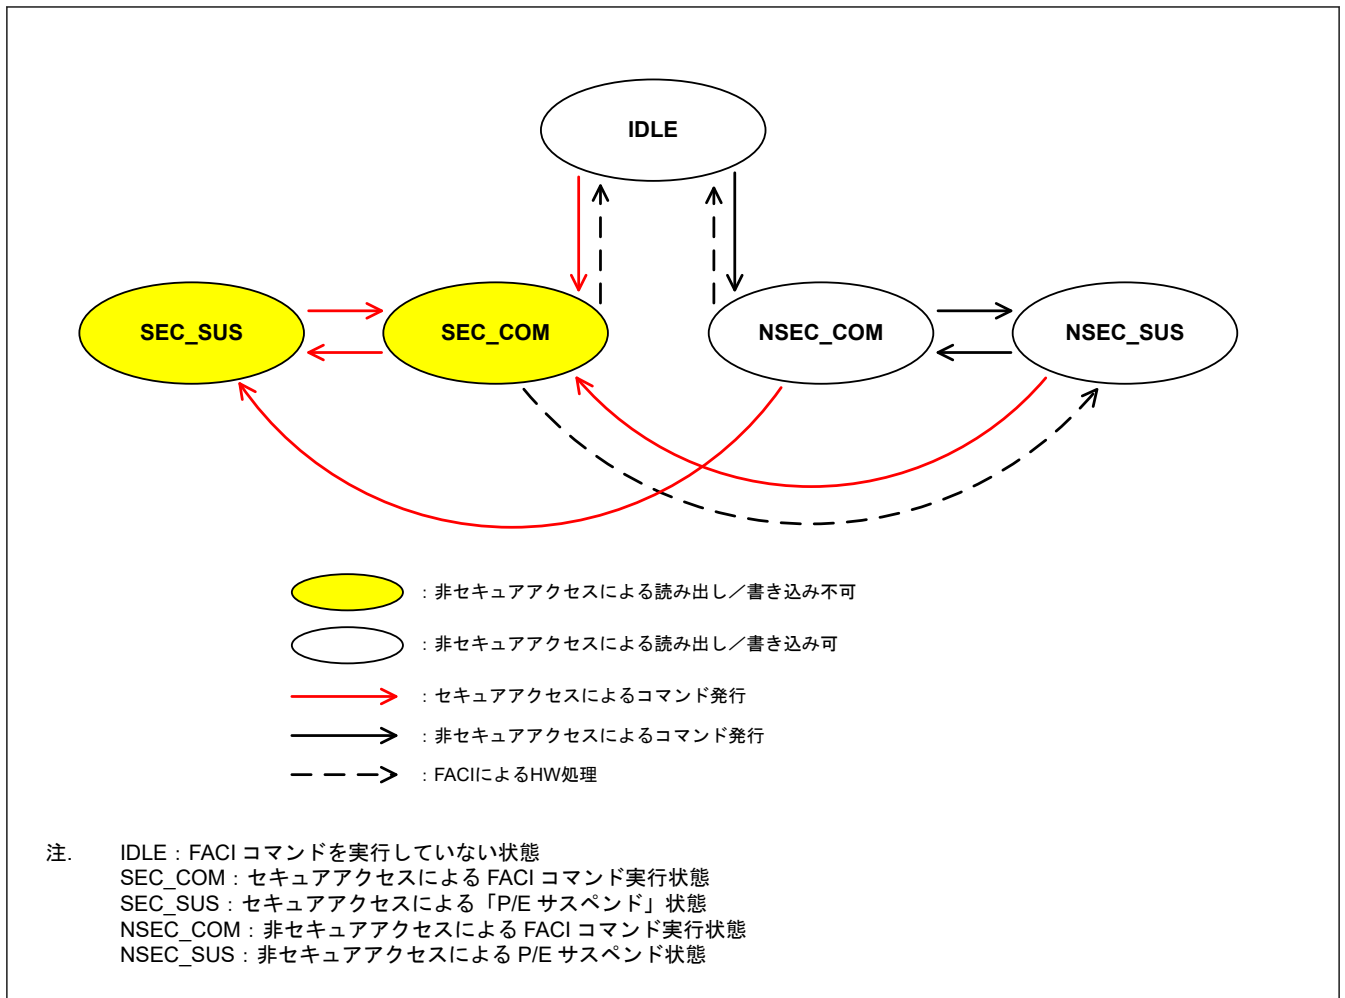 IDLE
SEC_SUS
SEC_COM
NSEC_COM
NSEC_SUS
：非セキュアアクセスによる読み出し／書き込み不可
：非セキュアアクセスによる読み出し／書き込み可
：セキュアアクセスによるコマンド発行
：非セキュアアクセスによるコマンド発行
：FACIによるHW処理
注. IDLE：FACI コマンドを実行していない状態
SEC_COM：セキュアアクセスによる FACI コマンド実行状態
SEC_SUS：セキュアアクセスによる「P/E サスペンド」状態
NSEC_COM：非セキュアアクセスによる FACI コマンド実行状態
NSEC_SUS：非セキュアアクセスによる P/E サスペンド状態